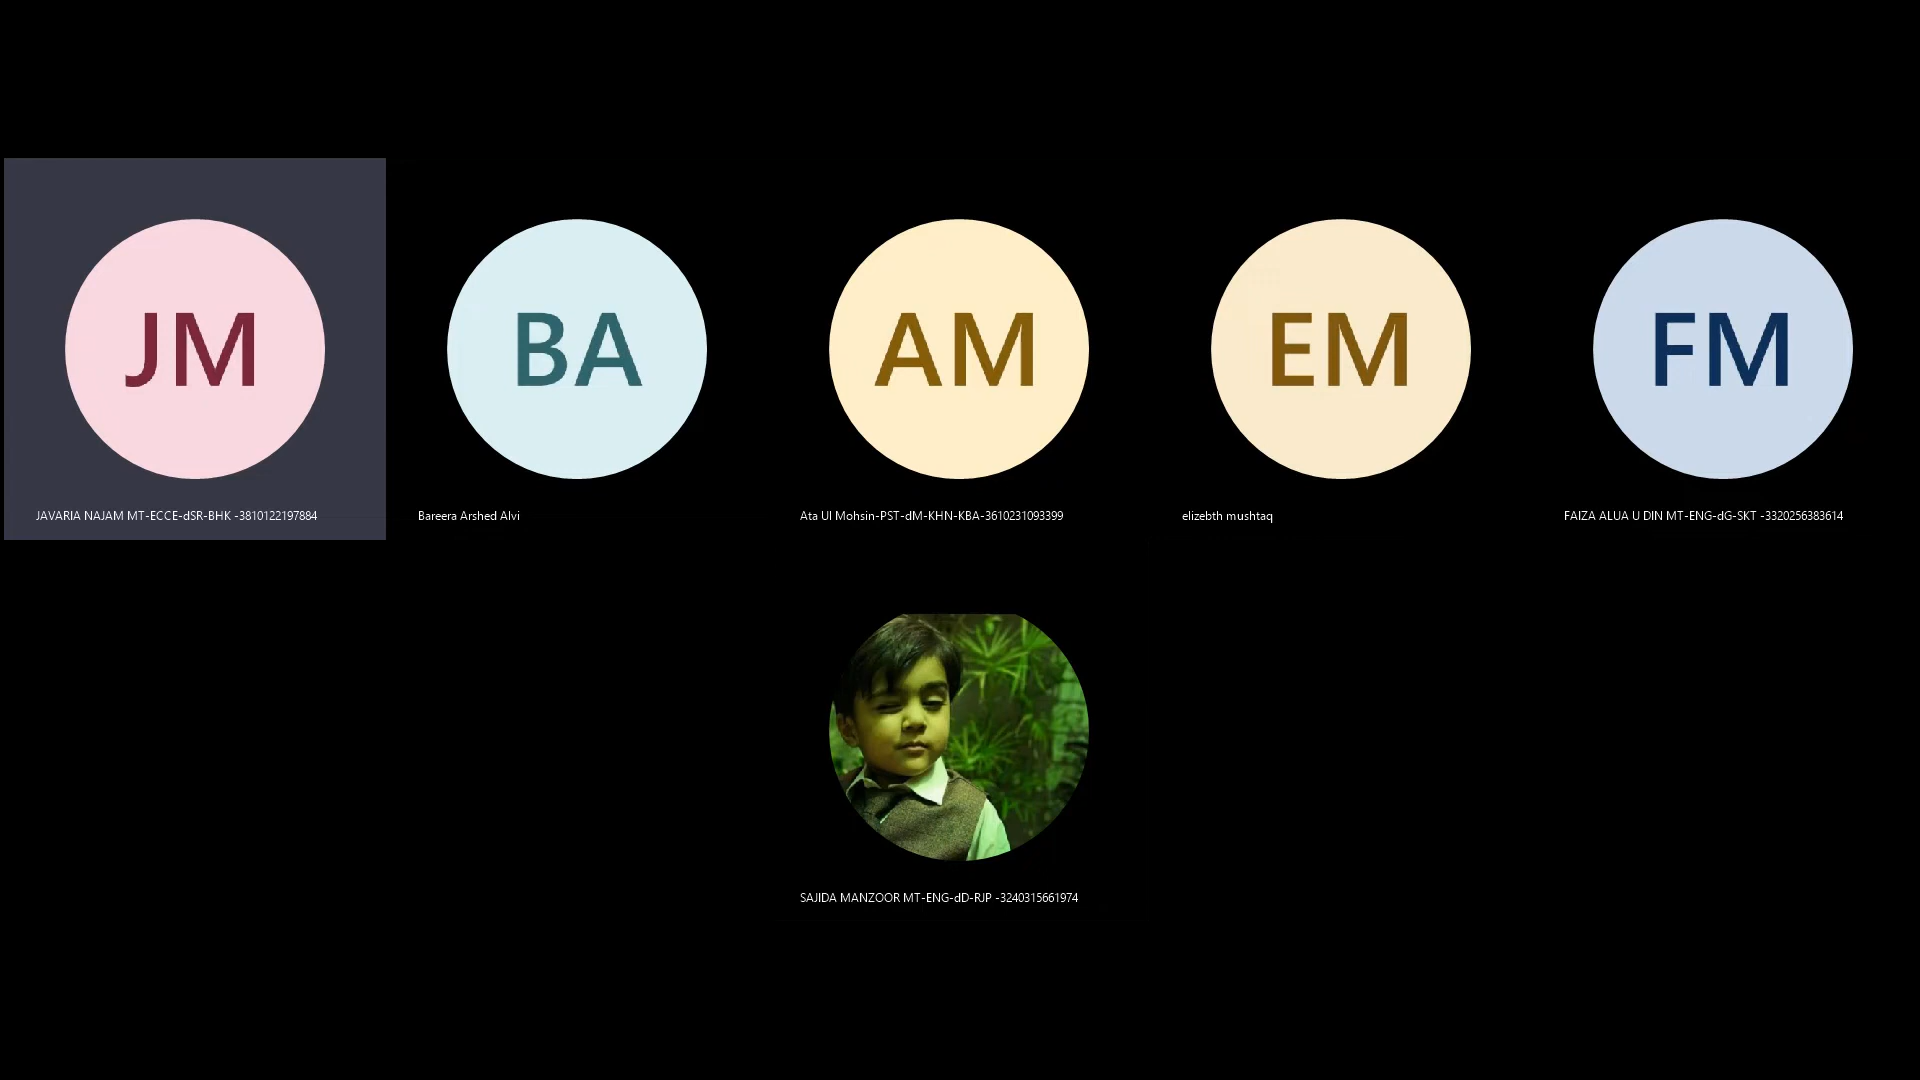 JM
BA
AM
EM
FM
JAVARIA NAJAM MT-ECCE-dSR-BHK -3810122197884
Bareera Arshed Alvi
Ata Ul Mohsin-PST-dM-KHN-KBA-3610231093399
elizebth mushtaq
FAIZA ALUA U DIN MT-ENG-dG-SKT -3320256383614
SAJIDA MANZOOR MT-ENG-dD-RJP -3240315661974